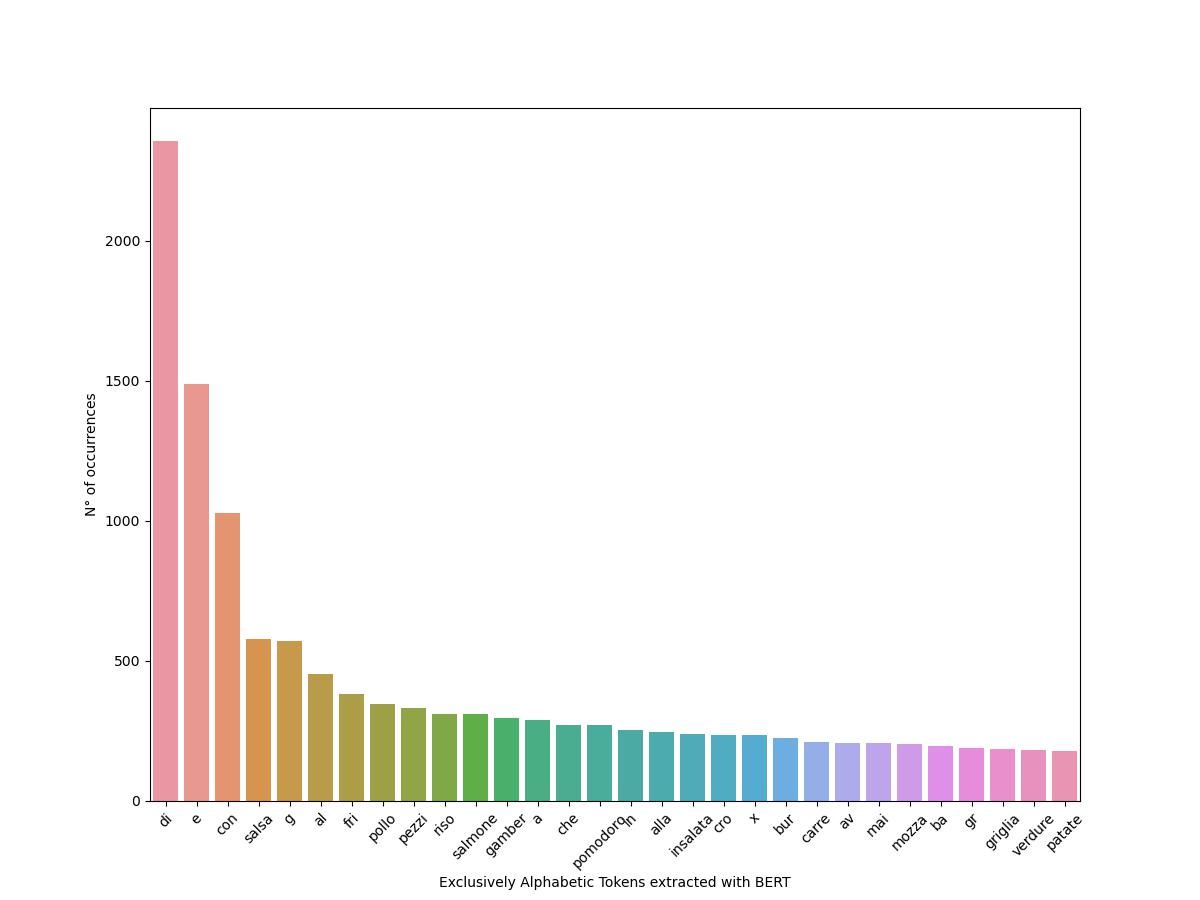 2000
1500
1000
500
0
N° of occurrences
di e con salsa g al fri pollo pezzi riso salmone gamber a che pomodoro in alla insalata cro x bur carre av mai mozza ba gr griglia verdure patate
Exclusively Alphabetic Tokens extracted with BERT